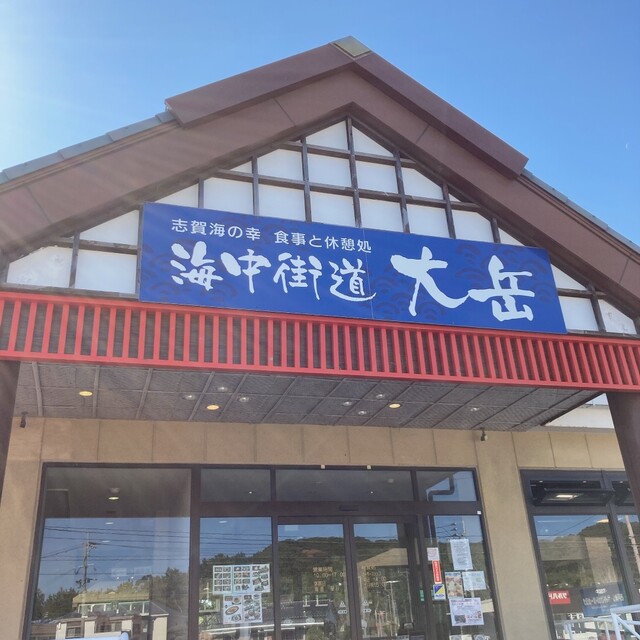 志賀海の幸 食事と休憩処
海中街道 大岳